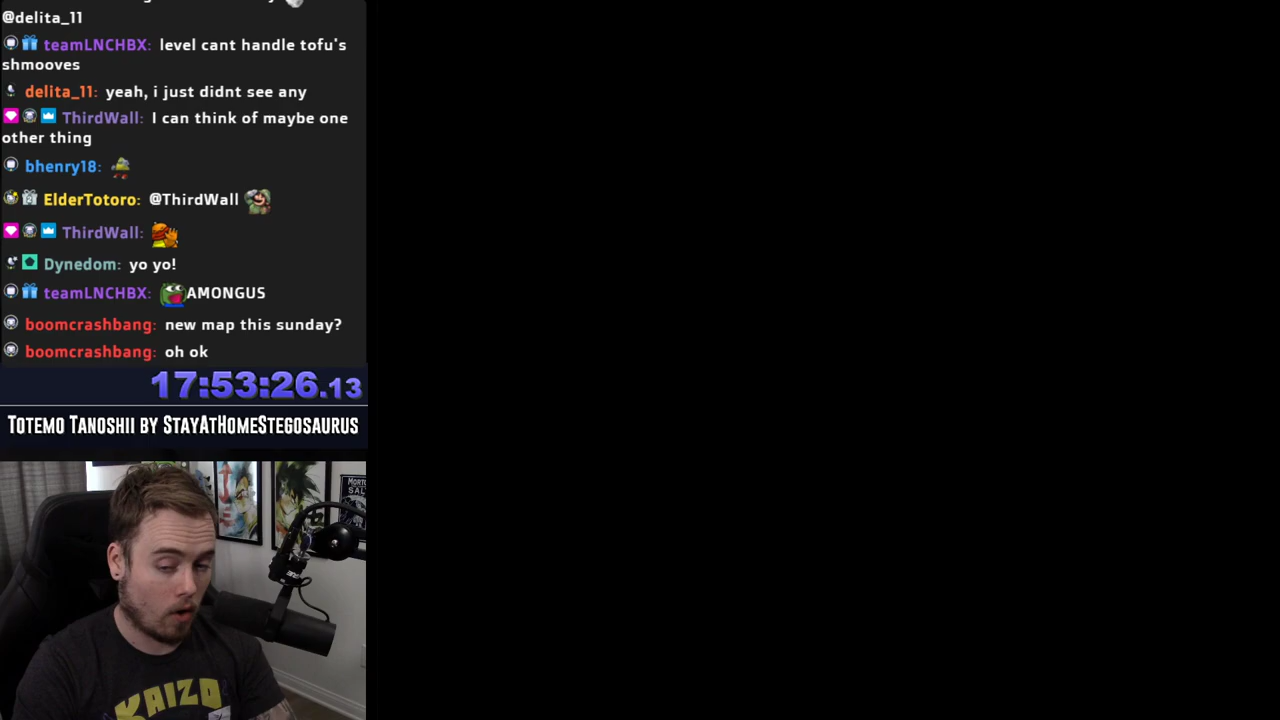 @delita_11
teamLNCHBX: level cant handle tofu's
shmooves
delita_11: yeah, i just didnt see any
ThirdWall: I can think of maybe one
other thing
bhenry18:
ElderTotoro: @ThirdWall
ThirdWall:
Dynedom: yo yo!
teamLNCHBX: AMONGUS
boomcrashbang: new map this sunday?
boomcrashbang: oh ok
17:53:26.13
TOTEMO TANOSHII BY STAYATHOMESTEGOSAURUS
KAIZO